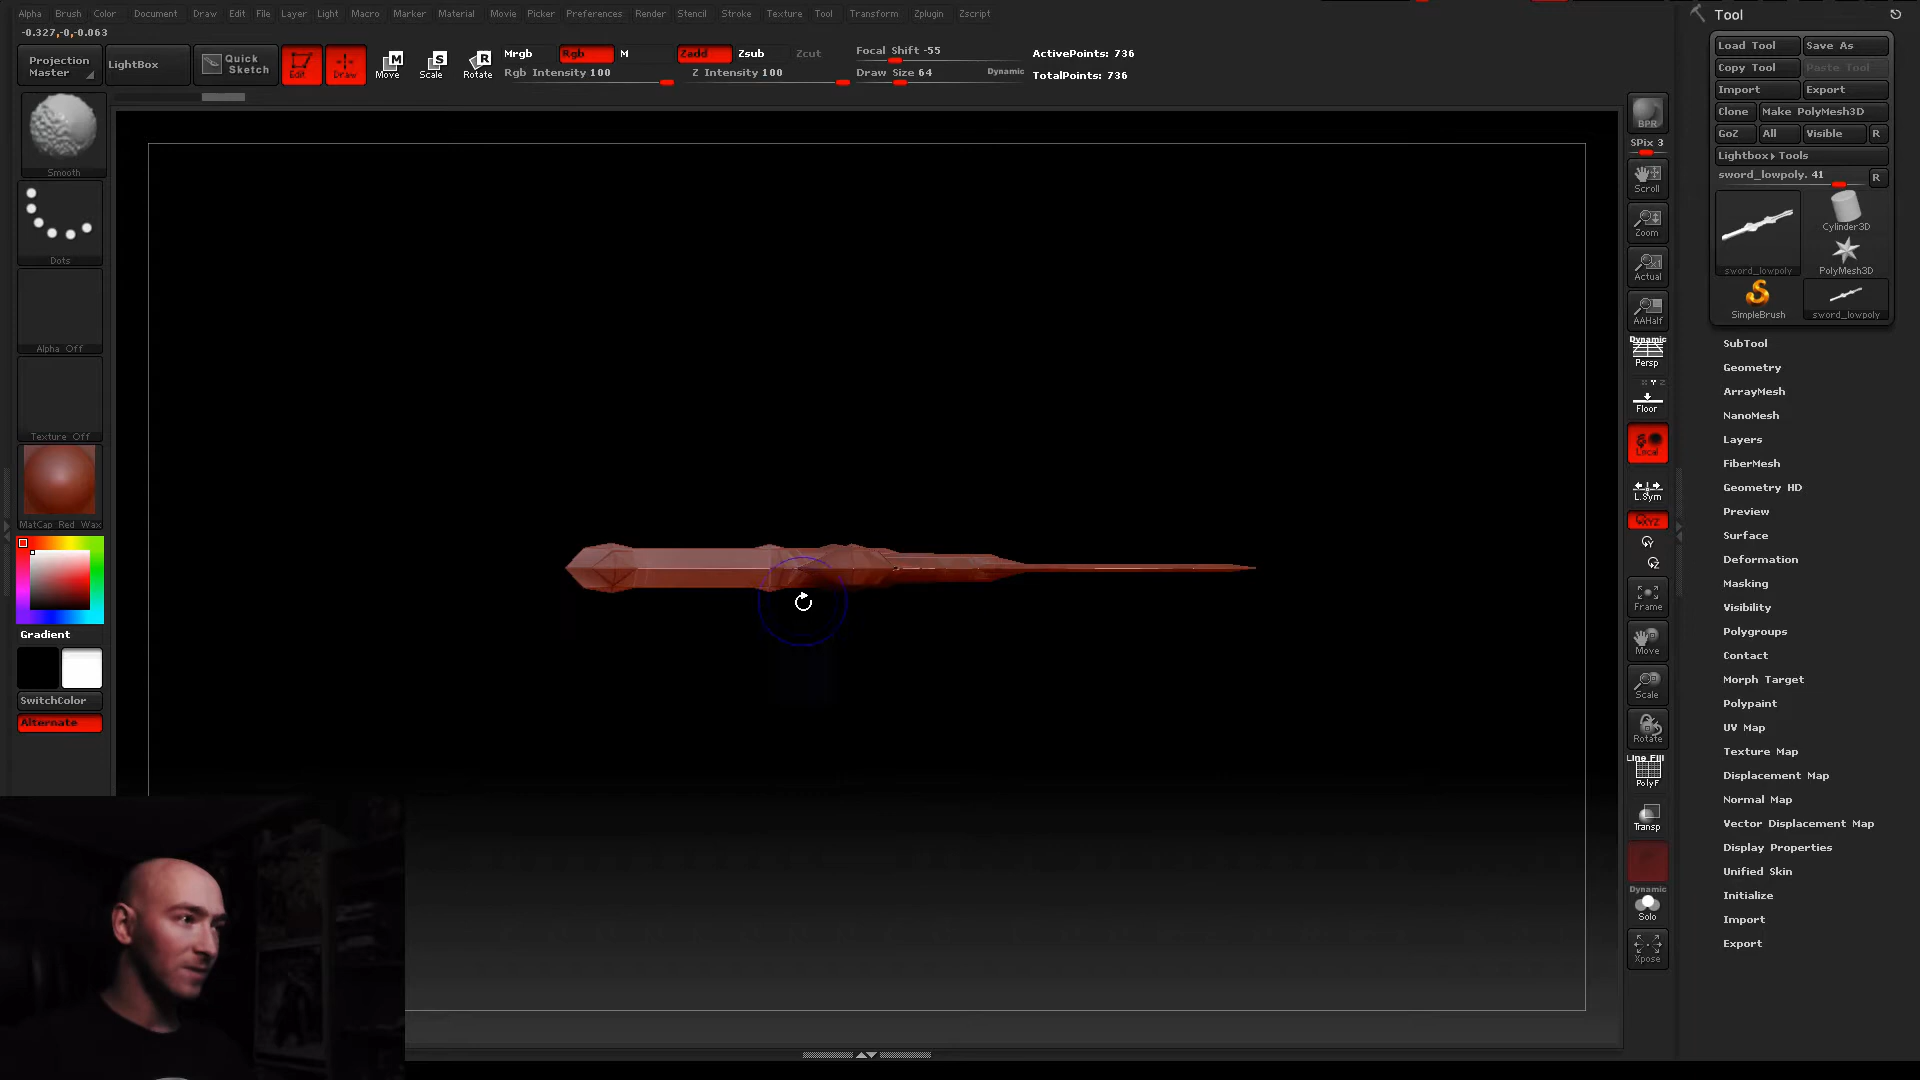 Alpha Brush Color Document Draw Edit File Layer Light Macro Marker Material Movie Picker Preferences Render Stencil Stroke Texture Tool Transform Zplugin Zscript
-0.327,-0,-0.063
Projection Master
LightBox
Quick Sketch
Edit
Draw
Move
Scale
Rotate
Mrgb
Rgb
M
Rgb Intensity 100
Zadd
Zsub
Zcut
Z Intensity 100
Focal Shift -55
Draw Size 64
Dynamic
ActivePoints: 736
TotalPoints: 736
Smooth
Dots
Alpha Off
Texture Off
MatCap Red Wax
Gradient
SwitchColor
Alternate
BPR
SPix 3
Scroll
Zoom
Actual
AAHalf
Dynamic
Persp
Floor
Local
L.Sym
XYZ
Frame
Move
Scale
Rotate
Line Fill
PolyF
Transp
Dynamic
Solo
Xpose
Tool
Load Tool Save As
Copy Tool Paste Tool
Import Export
Clone Make PolyMesh3D
GoZ All Visible R
Lightbox▸Tools
sword_lowpoly. 41 R
sword_lowpoly
Cylinder3D
PolyMesh3D
SimpleBrush
sword_lowpoly
SubTool
Geometry
ArrayMesh
NanoMesh
Layers
FiberMesh
Geometry HD
Preview
Surface
Deformation
Masking
Visibility
Polygroups
Contact
Morph Target
Polypaint
UV Map
Texture Map
Displacement Map
Normal Map
Vector Displacement Map
Display Properties
Unified Skin
Initialize
Import
Export